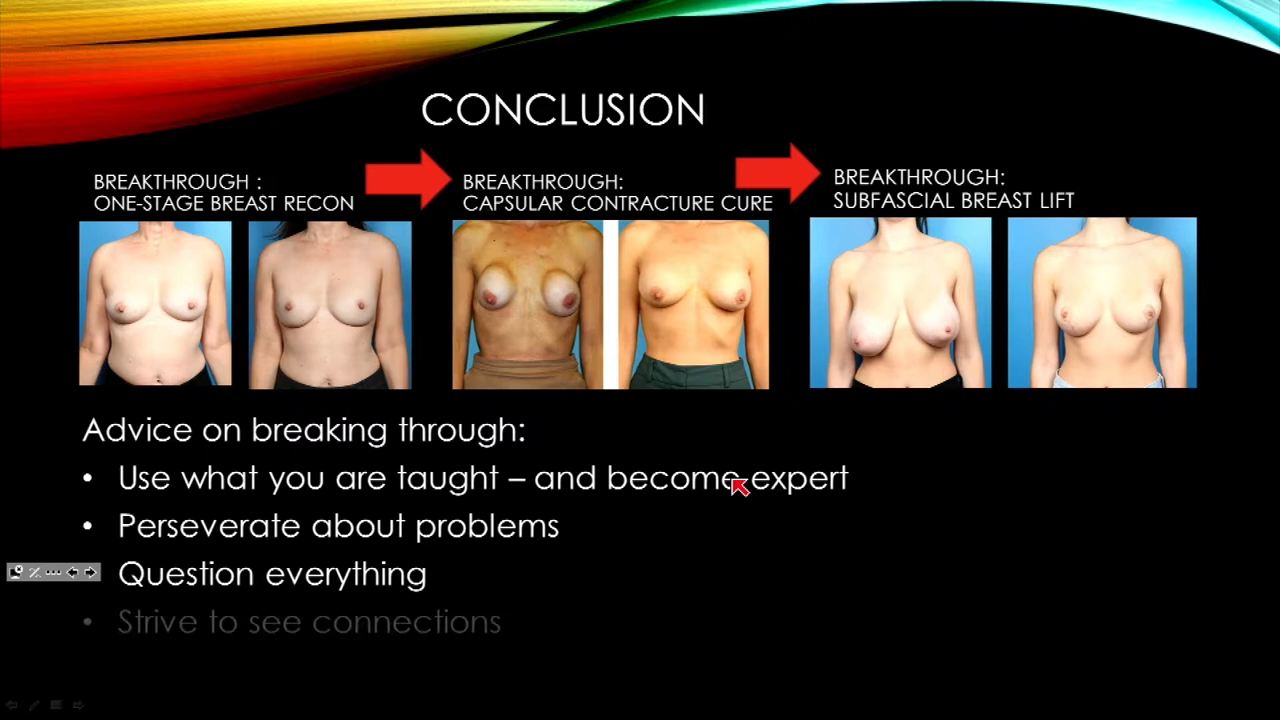 CONCLUSION
BREAKTHROUGH :
ONE-STAGE BREAST RECON
BREAKTHROUGH:
CAPSULAR CONTRACTURE CURE
BREAKTHROUGH:
SUBFASCIAL BREAST LIFT
Advice on breaking through:
• Use what you are taught – and become expert
• Perseverate about problems
Question everything
• Strive to see connections